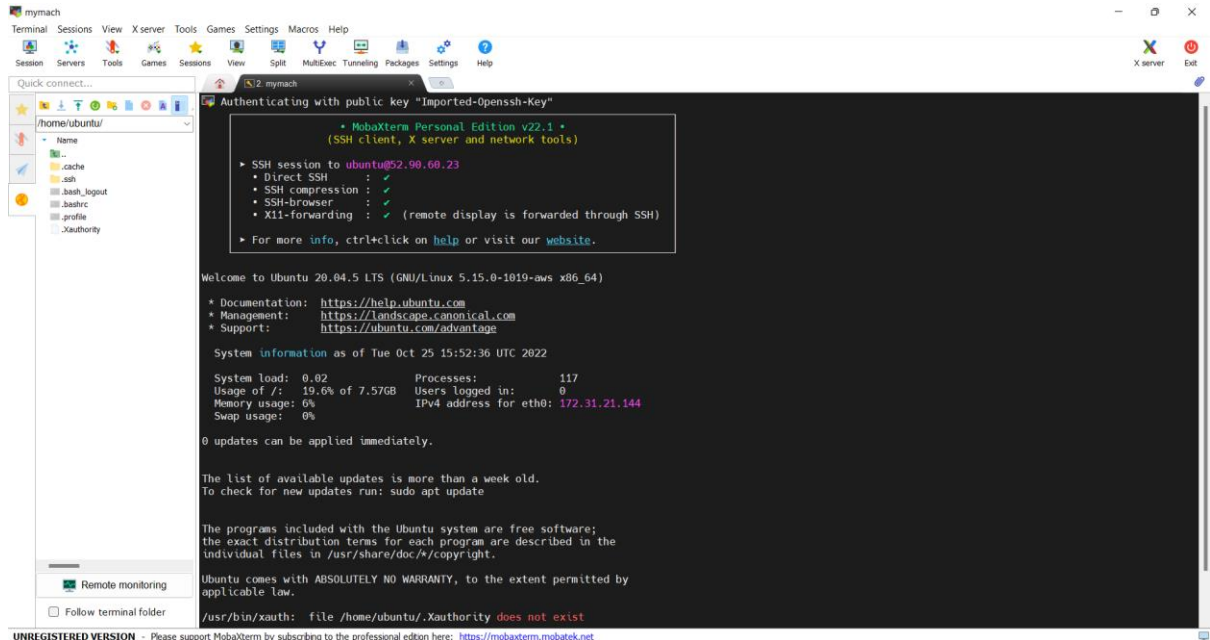 mymach
Terminal Sessions View X server Tools Games Settings Macros Help
Session Servers Tools Games Sessions View Split MultiExec Tunneling Packages Settings Help X server Exit
Quick connect...
2. mymach
/home/ubuntu/
Name
..
.cache
.ssh
.bash_logout
.bashrc
.profile
.Xauthority
Remote monitoring
Follow terminal folder
Authenticating with public key "Imported-Openssh-Key"
• MobaXterm Personal Edition v22.1 •
(SSH client, X server and network tools)
► SSH session to ubuntu@52.90.60.23
• Direct SSH : ✔
• SSH compression : ✔
• SSH-browser : ✔
• X11-forwarding : ✔ (remote display is forwarded through SSH)
► For more info, ctrl+click on help or visit our website.
Welcome to Ubuntu 20.04.5 LTS (GNU/Linux 5.15.0-1019-aws x86_64)
* Documentation: https://help.ubuntu.com
* Management: https://landscape.canonical.com
* Support: https://ubuntu.com/advantage
System information as of Tue Oct 25 15:52:36 UTC 2022
System load: 0.02 Processes: 117
Usage of /: 19.6% of 7.57GB Users logged in: 0
Memory usage: 6% IPv4 address for eth0: 172.31.21.144
Swap usage: 0%
0 updates can be applied immediately.
The list of available updates is more than a week old.
To check for new updates run: sudo apt update
The programs included with the Ubuntu system are free software;
the exact distribution terms for each program are described in the
individual files in /usr/share/doc/*/copyright.
Ubuntu comes with ABSOLUTELY NO WARRANTY, to the extent permitted by
applicable law.
/usr/bin/xauth: file /home/ubuntu/.Xauthority does not exist
UNREGISTERED VERSION - Please support MobaXterm by subscribing to the professional edition here: https://mobaxterm.mobatek.net